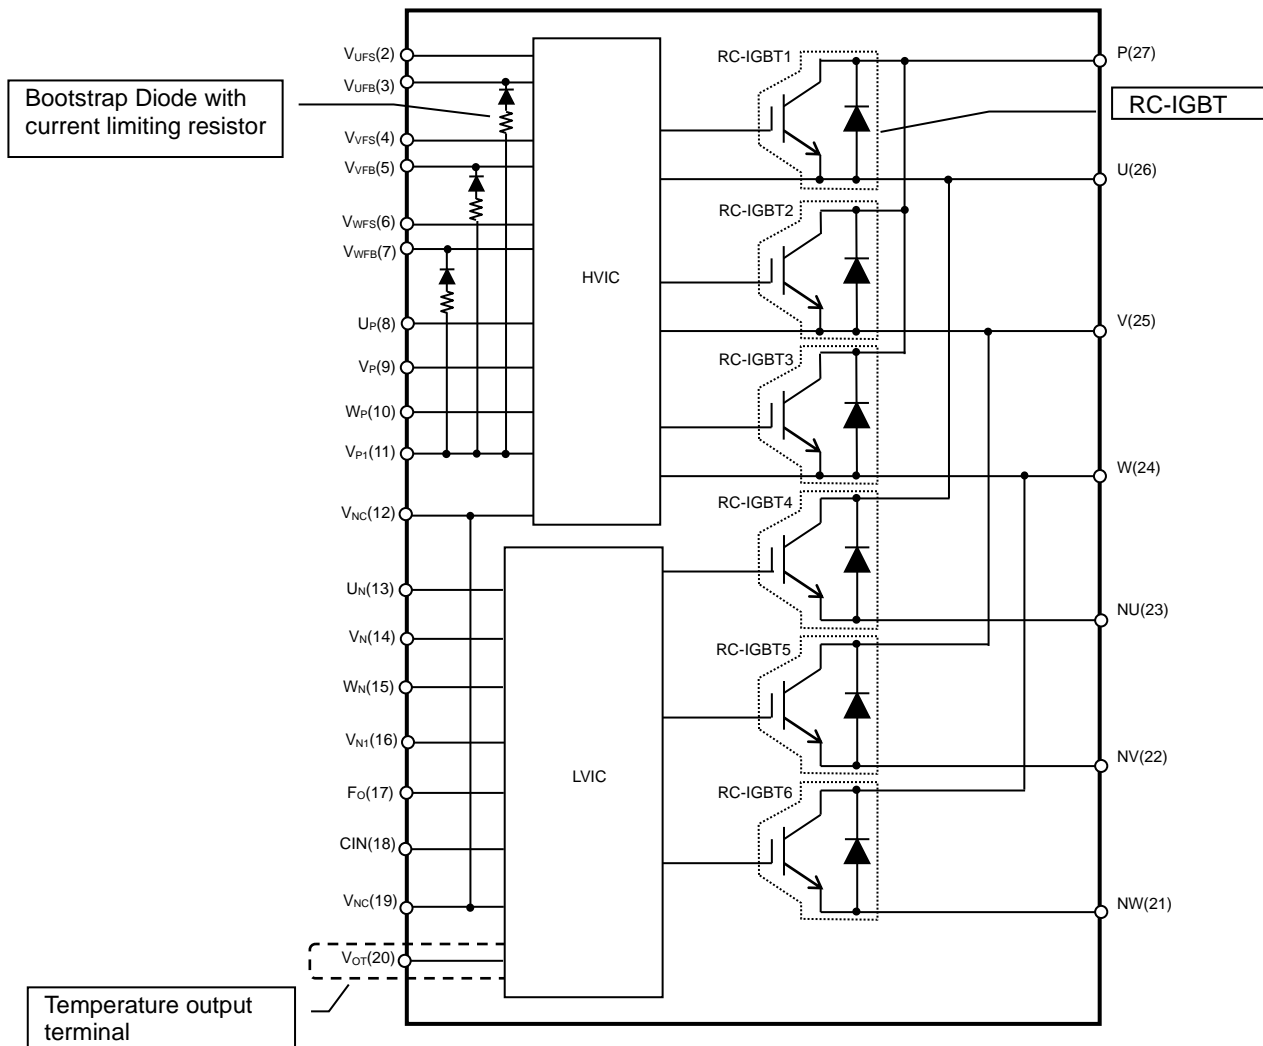 VUFS(2)
VUFB(3)
VVFS(4)
VVFB(5)
VWFS(6)
VWFB(7)
UP(8)
VP(9)
WP(10)
VP1(11)
VNC(12)
UN(13)
VN(14)
WN(15)
VN1(16)
FO(17)
CIN(18)
VNC(19)
VOT(20)
Bootstrap Diode with
current limiting resistor
Temperature output
terminal
HVIC
LVIC
RC-IGBT1
RC-IGBT2
RC-IGBT3
RC-IGBT4
RC-IGBT5
RC-IGBT6
P(27)
RC-IGBT
U(26)
V(25)
W(24)
NU(23)
NV(22)
NW(21)